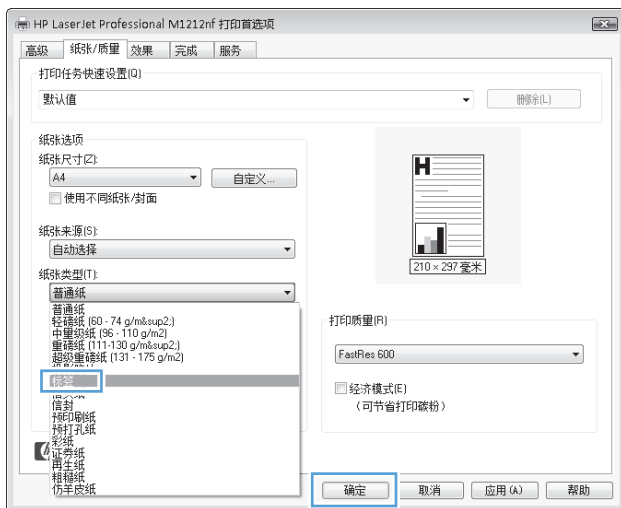 HP LaserJet Professional M1212nf 打印首选项
高级 纸张/质量 效果 完成 服务
打印任务快速设置(Q)
默认值 删除(L)
纸张选项
纸张尺寸(Z):
A4 自定义...
使用不同纸张/封面
纸张来源(S):
自动选择
210 × 297 毫米
纸张类型(T):
普通纸
普通纸
轻磅纸 (60 - 74 g/m&sup2;)
中量级纸 (96 - 110 g/m2)
重磅纸 (111-130 g/m&sup2;)
超级重磅纸 (131 - 175 g/m2)
标签
信封
预印刷纸
预打孔纸
彩纸
证券纸
再生纸
粗糙纸
仿羊皮纸
打印质量(R)
FastRes 600
经济模式(E)
(可节省打印碳粉)
确定 取消 应用(A) 帮助